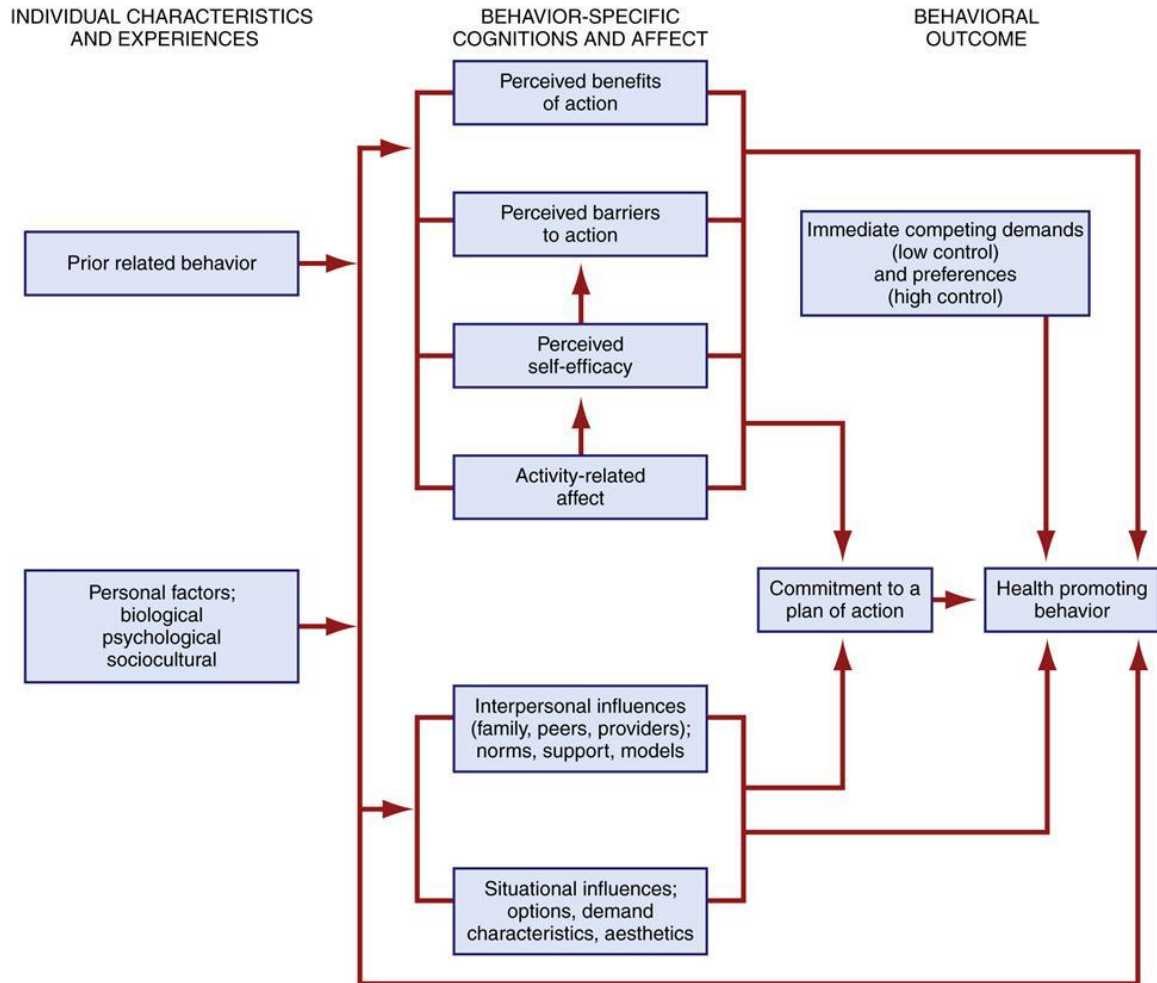 INDIVIDUAL CHARACTERISTICS
AND EXPERIENCES
BEHAVIOR-SPECIFIC
COGNITIONS AND AFFECT
BEHAVIORAL
OUTCOME
Perceived benefits
of action
Perceived barriers
to action
Prior related behavior
Immediate competing demands
(low control)
and preferences
(high control)
Perceived
self-efficacy
Activity-related
affect
Personal factors;
biological
psychological
sociocultural
Commitment to a
plan of action
Health promoting
behavior
Interpersonal influences
(family, peers, providers);
norms, support, models
Situational influences;
options, demand
characteristics, aesthetics